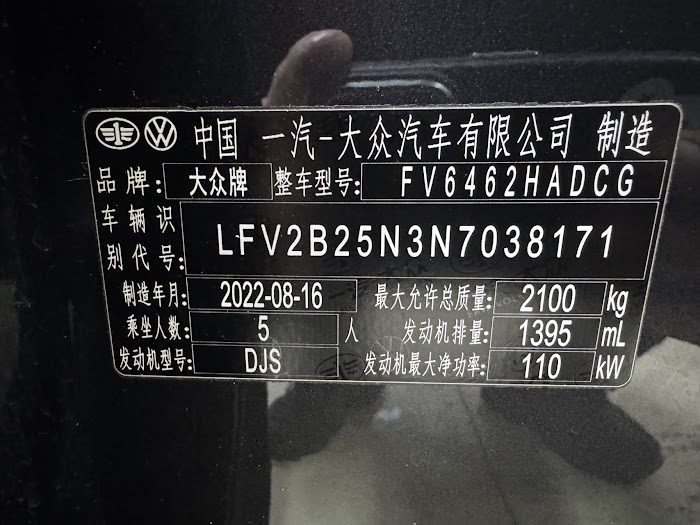 中国 一汽-大众汽车有限公司 制造
品牌: 大众牌 整车型号: FV6462HADCG
车辆识别代号: LFV2B25N3N7038171
制造年月: 2022-08-16 最大允许总质量: 2100 kg
乘坐人数: 5 人 发动机排量: 1395 mL
发动机型号: DJS 发动机最大净功率: 110 kW